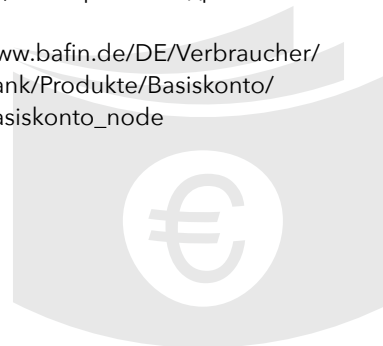 ww.bafin.de/DE/Verbraucher/
ank/Produkte/Basiskonto/
asiskonto_node
€